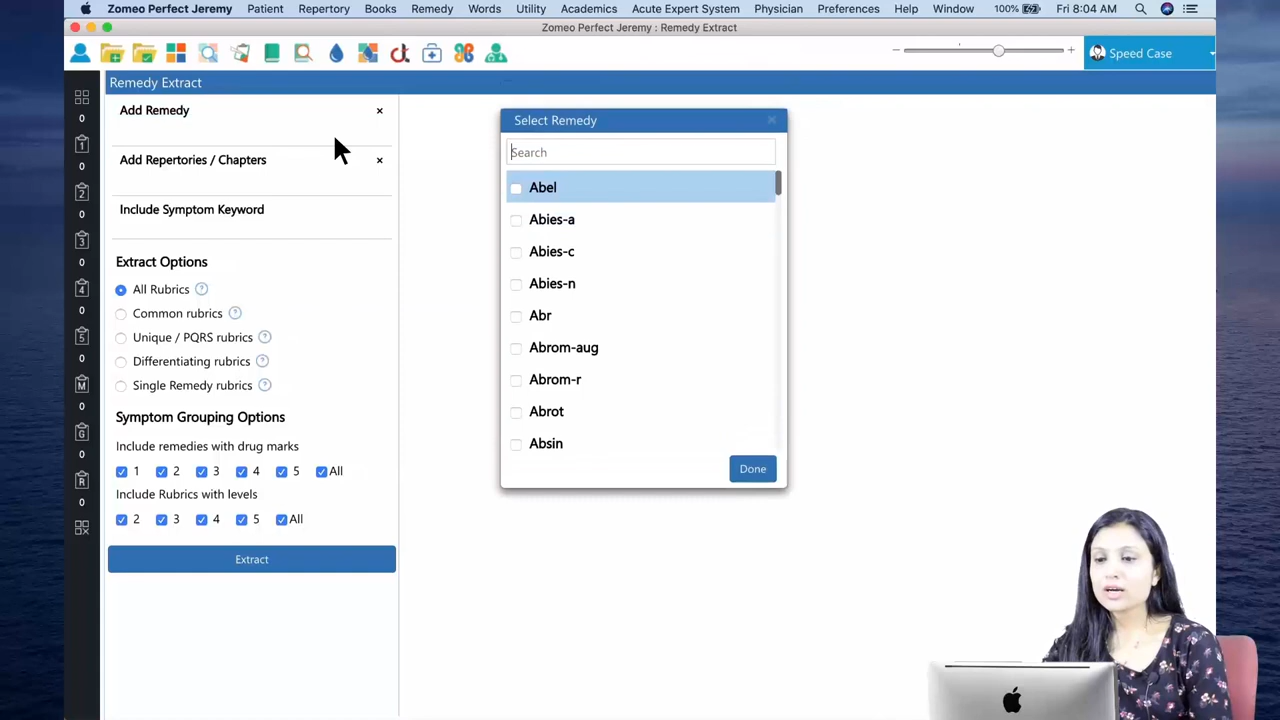 Zomeo Perfect Jeremy Patient Repertory Books Remedy Words Utility Academics Acute Expert System Physician Preferences Help Window 100% Fri 8:04 AM
Zomeo Perfect Jeremy : Remedy Extract
Speed Case
Remedy Extract
Add Remedy ×
Add Repertories / Chapters ×
Include Symptom Keyword
Extract Options
All Rubrics ?
Common rubrics ?
Unique / PQRS rubrics ?
Differentiating rubrics ?
Single Remedy rubrics ?
Symptom Grouping Options
Include remedies with drug marks
1 2 3 4 5 All
Include Rubrics with levels
2 3 4 5 All
Extract
0
1
0
2
0
3
0
4
0
5
0
M
0
G
0
R
0
Select Remedy ×
Search
Abel
Abies-a
Abies-c
Abies-n
Abr
Abrom-aug
Abrom-r
Abrot
Absin
Done